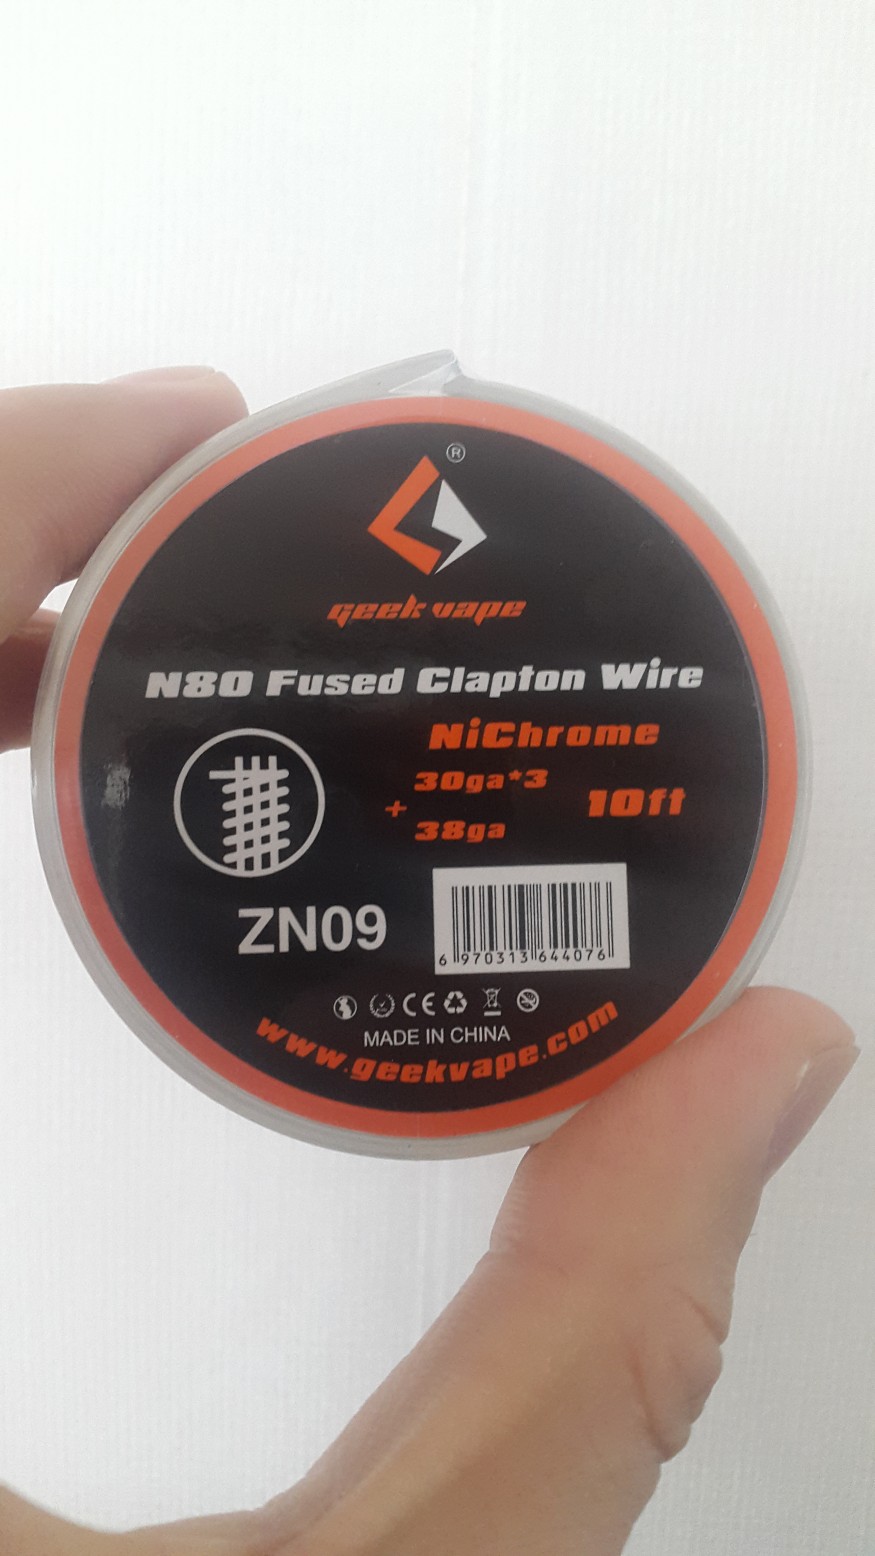 ®
geek vape
N80 Fused Clapton Wire
NiChrome
30ga*3
+
38ga
10ft
ZN09
6 970313 644076
CE
MADE IN CHINA
www.geekvape.com